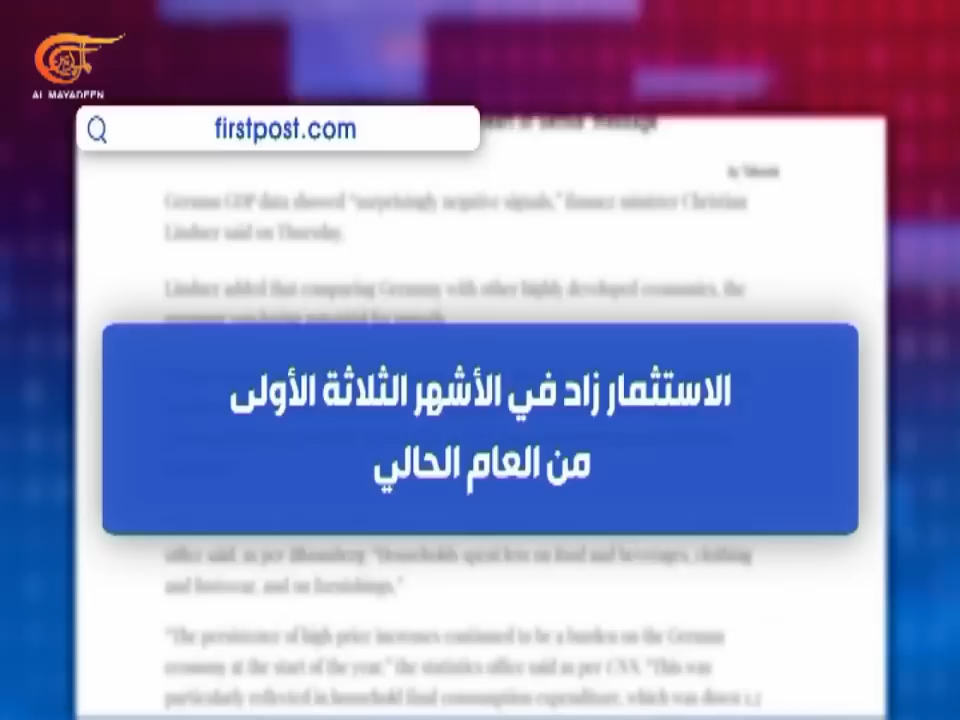 AL MAYADEEN
firstpost.com
German GDP data showed "surprisingly negative signals," finance minister Christian
Lindner said on Thursday.
Lindner added that comparing Germany with other highly developed economies, the
الاستثمار زاد في الأشهر الثلاثة الأولى
من العام الحالي
office said, as per Bloomberg. "Households spent less on food and beverages, clothing
and footwear, and on furnishings."
"The persistence of high price increases continued to be a burden on the German
economy at the start of the year," the statistics office said as per CNN. "This was
particularly reflected in household final consumption expenditure, which was down 1.2